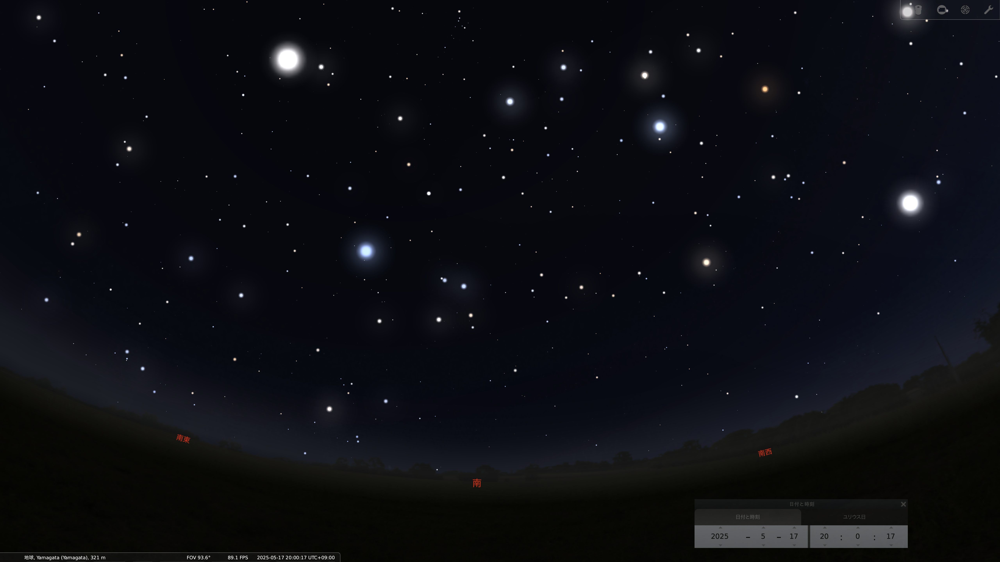 南東
南西
南
日付と時刻
日付と時刻 ユリウス日
2025 – 5 – 17 20 : 0 : 17
地球, Yamagata (Yamagata), 321 m FOV 93.6° 89.1 FPS 2025-05-17 20:00:17 UTC+09:00